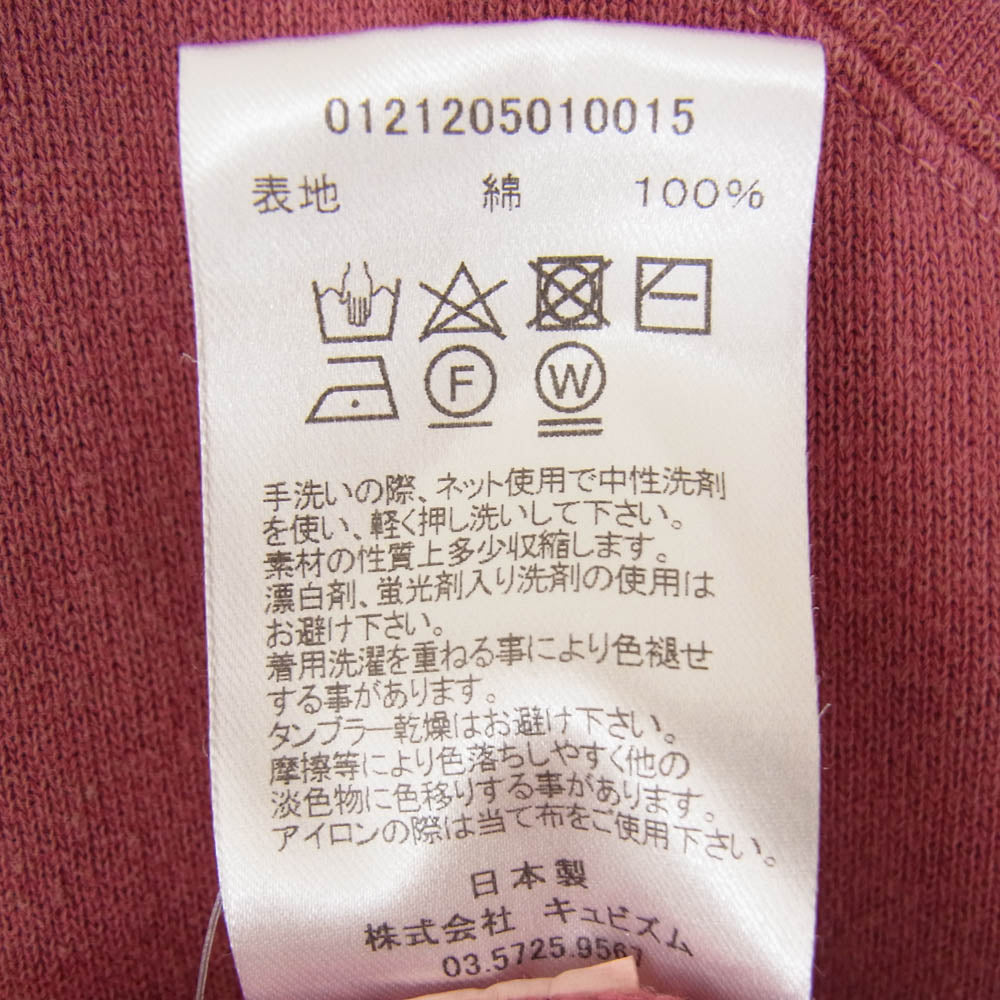 0121205010015
表地 綿 100%
F W
手洗いの際、ネット使用で中性洗剤
を使い、軽く押し洗いして下さい。
素材の性質上多少収縮します。
漂白剤、蛍光剤入り洗剤の使用は
お避け下さい。
着用洗濯を重ねる事により色褪せ
する事があります。
タンブラー乾燥はお避け下さい。
摩擦等により色落ちしやすく他の
淡色物に色移りする事があります。
アイロンの際は当て布をご使用下さい。
日本製
株式会社 キュビズム
03.5725.9567